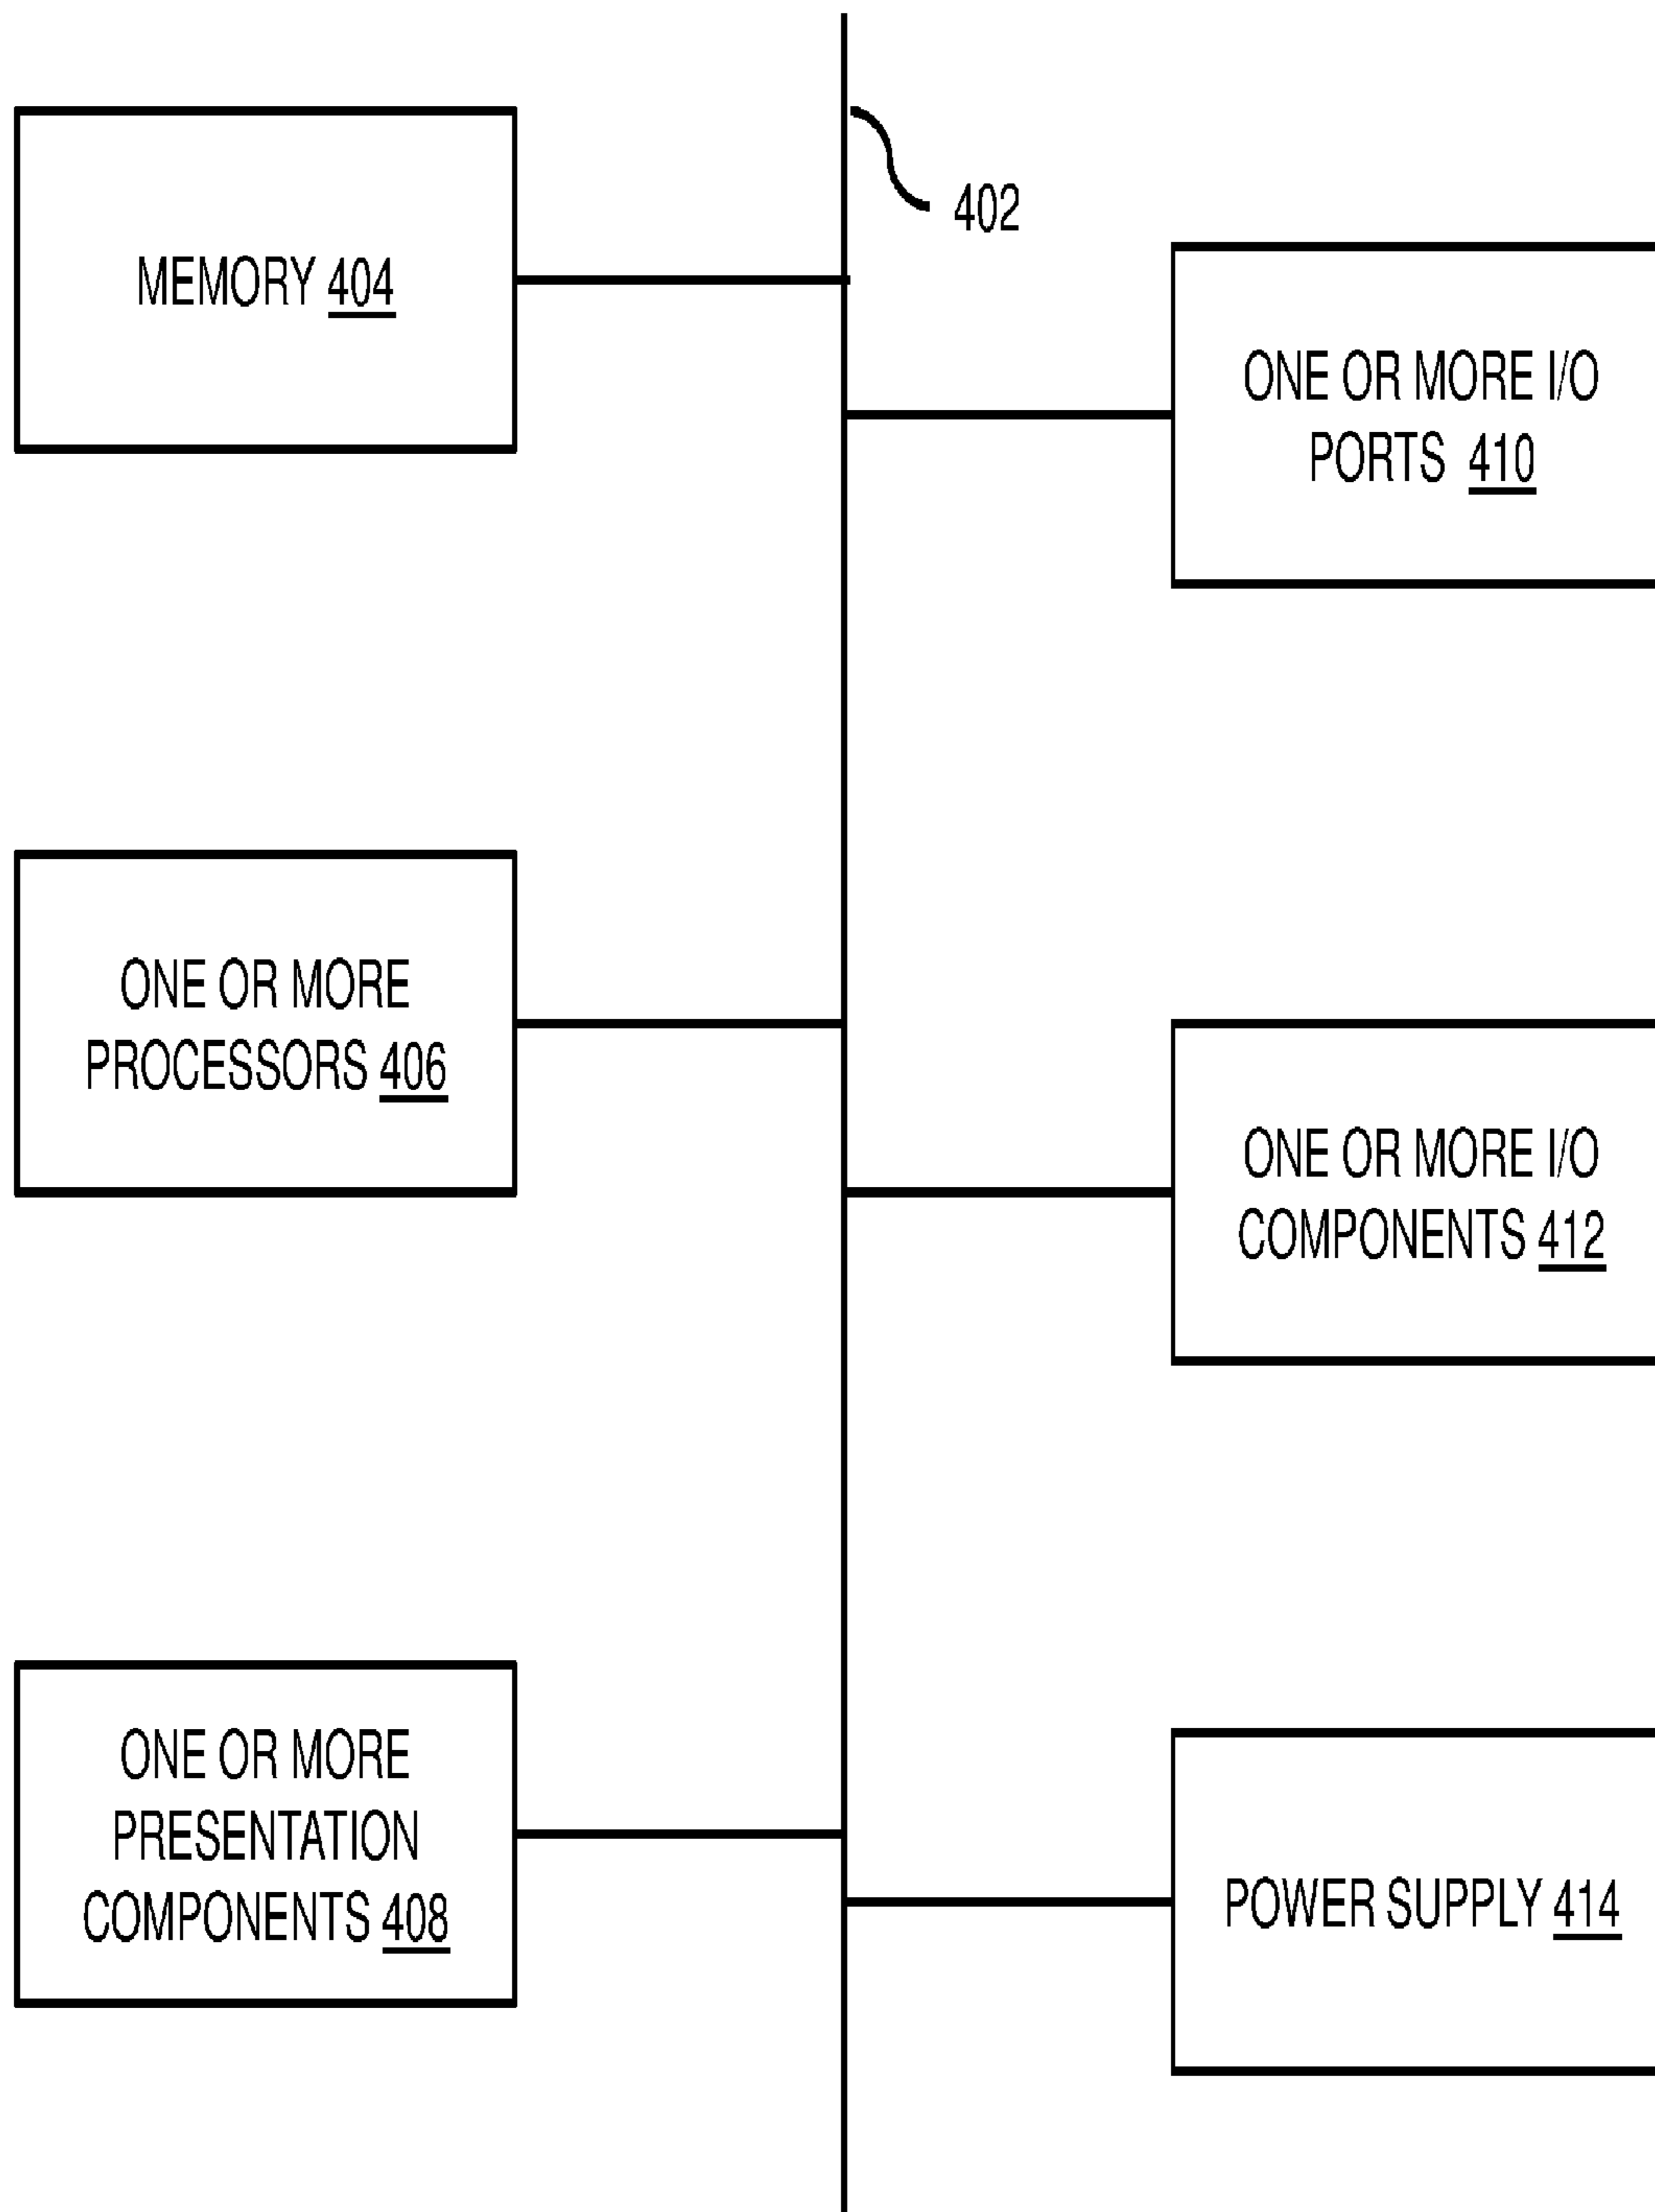 402
MEMORY 404
ONE OR MORE I/O
PORTS 410
ONE OR MORE
PROCESSORS 406
ONE OR MORE I/O
COMPONENTS 412
ONE OR MORE
PRESENTATION
COMPONENTS 408
POWER SUPPLY 414